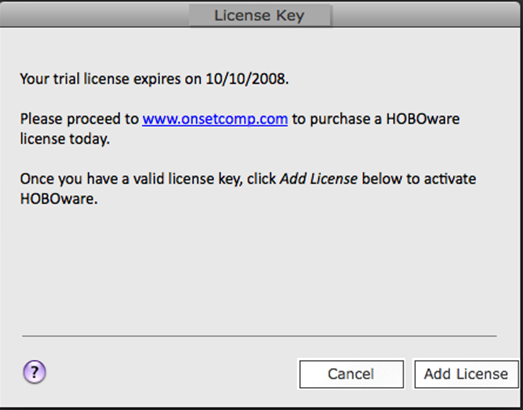 License Key
Your trial license expires on 10/10/2008.
Please proceed to www.onsetcomp.com to purchase a HOBOware
license today.
Once you have a valid license key, click Add License below to activate
HOBOware.
?
Cancel
Add License